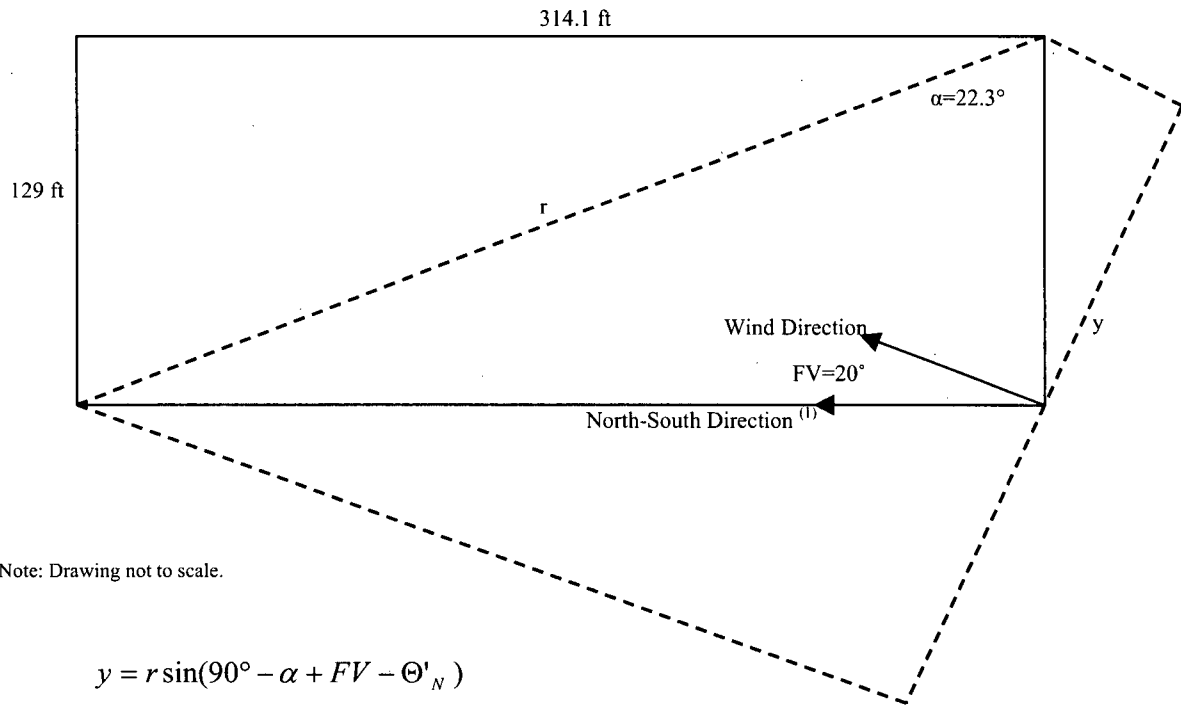 314.1 ft
α=22.3°
129 ft
r
y
Wind Direction
FV=20°
North-South Direction (1)
Note: Drawing not to scale.
y = r sin(90° − α + FV − Θ'N)